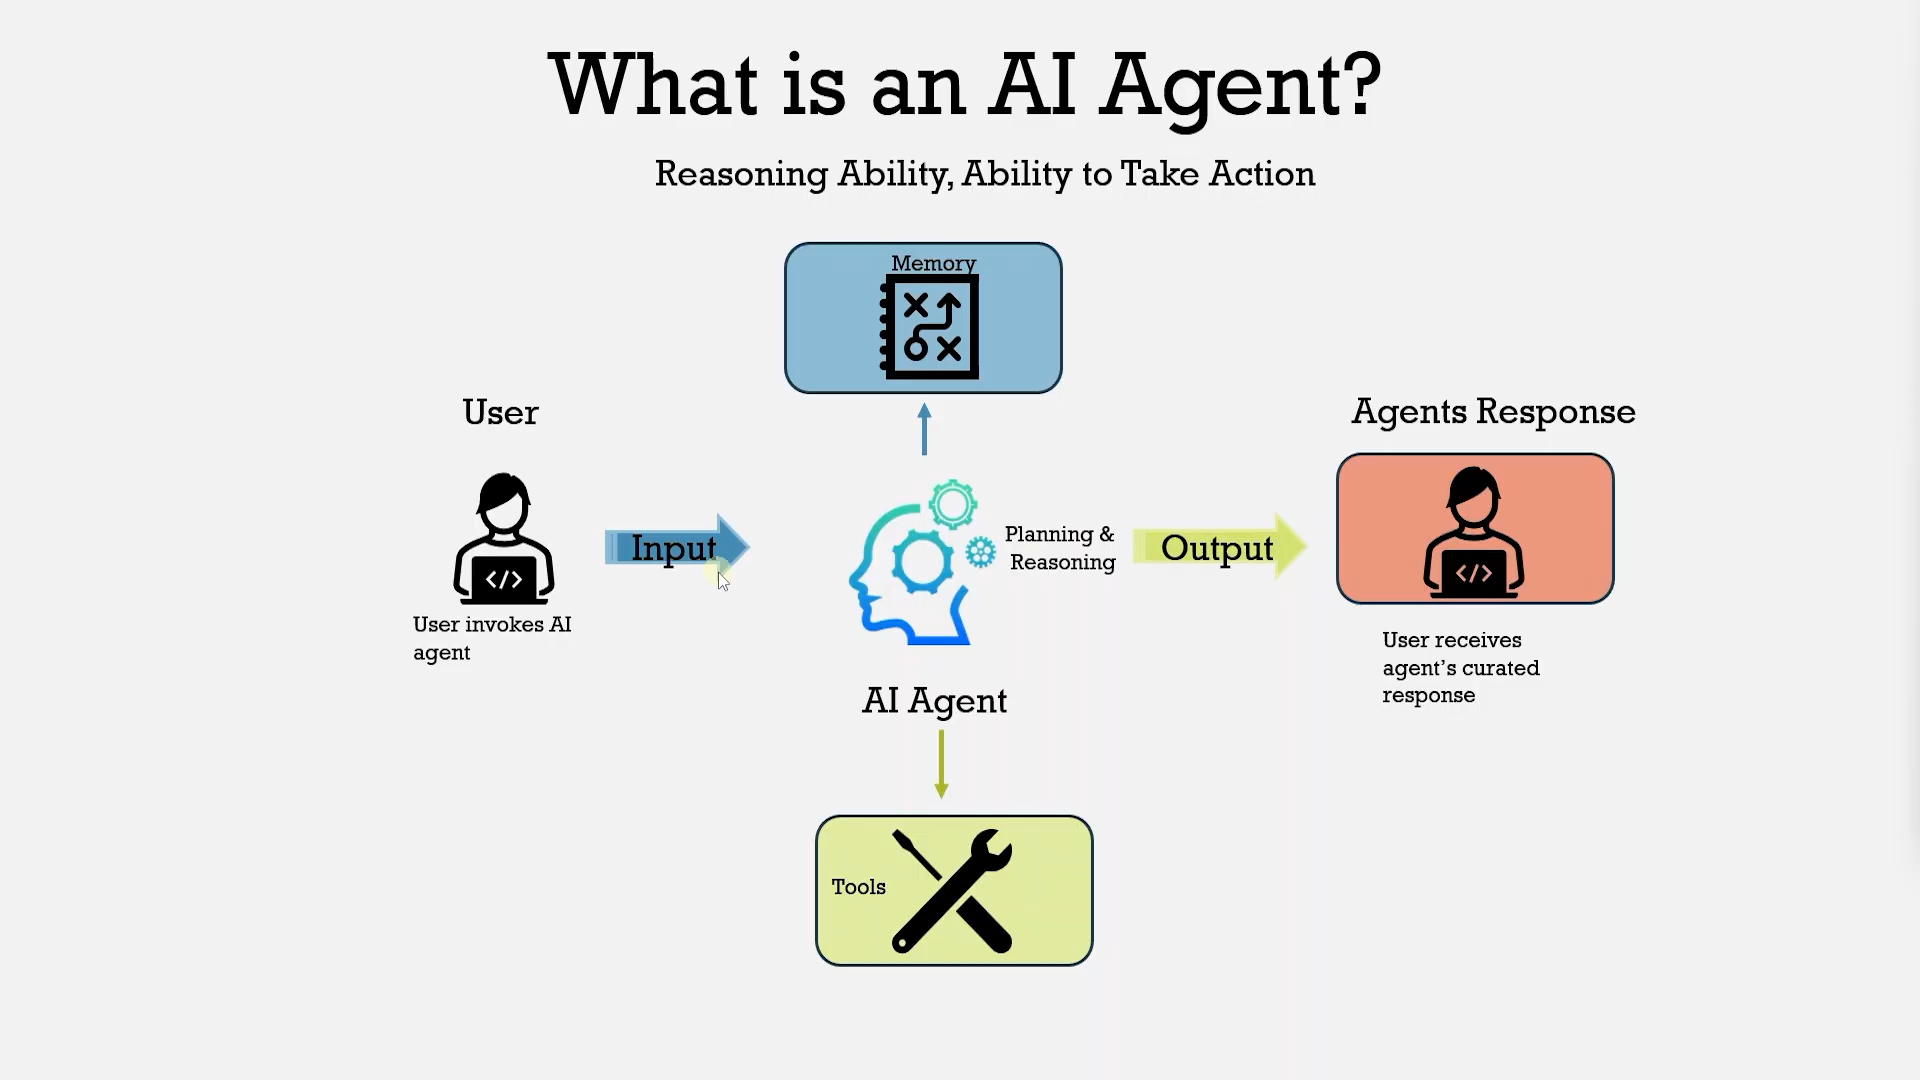 What is an AI Agent?
Reasoning Ability, Ability to Take Action
Memory
User
Agents Response
Input
Planning &
Reasoning
Output
</>
</>
User invokes AI
agent
User receives
agent's curated
response
AI Agent
Tools